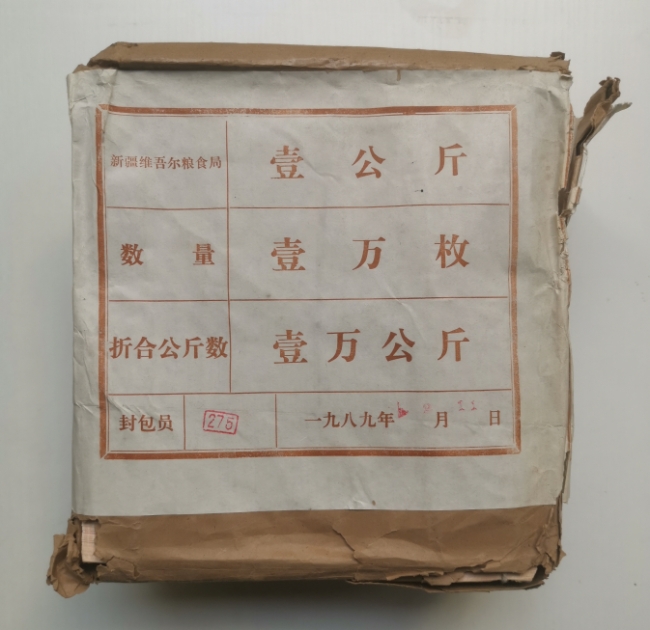 新疆维吾尔粮食局 壹公斤
数量 壹万枚
折合公斤数 壹万公斤
封包员 276 一九八九年 月 11 日